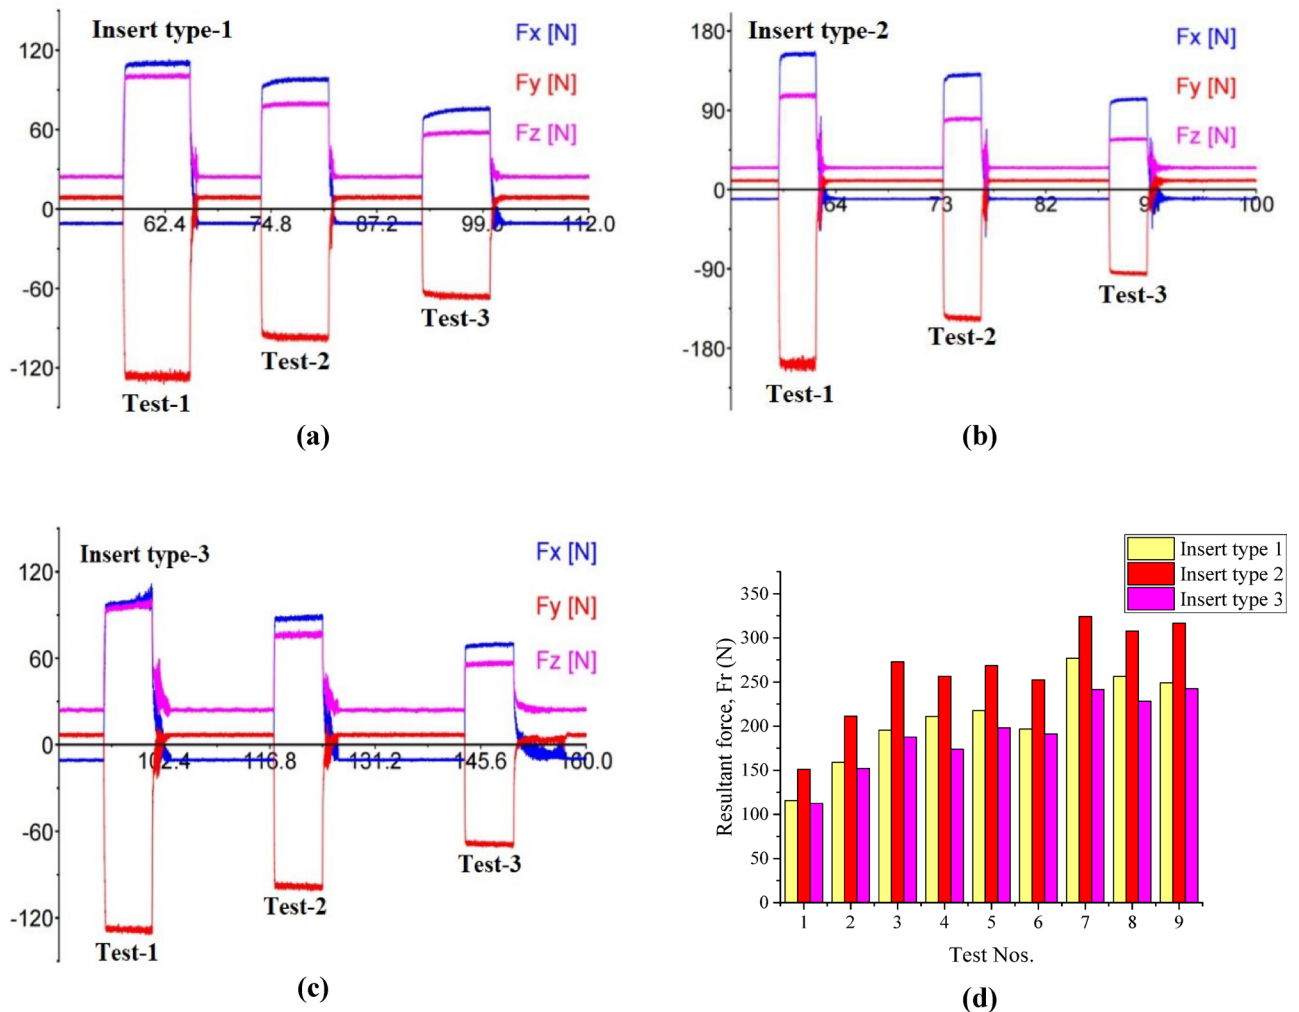 Insert type-1
Fx [N]
Fy [N]
Fz [N]
120
60
0
-60
-120
62.4 74.8 87.2 99.6 112.0
Test-1
Test-2
Test-3
(a)
Insert type-2
Fx [N]
Fy [N]
Fz [N]
180
90
0
-90
-180
64 73 82 91 100
Test-1
Test-2
Test-3
(b)
Insert type-3
Fx [N]
Fy [N]
Fz [N]
120
60
0
-60
-120
102.4 116.8 131.2 145.6 160.0
Test-1
Test-2
Test-3
(c)
Insert type 1
Insert type 2
Insert type 3
Resultant force, Fr (N)
350
300
250
200
150
100
50
0
1 2 3 4 5 6 7 8 9
Test Nos.
(d)